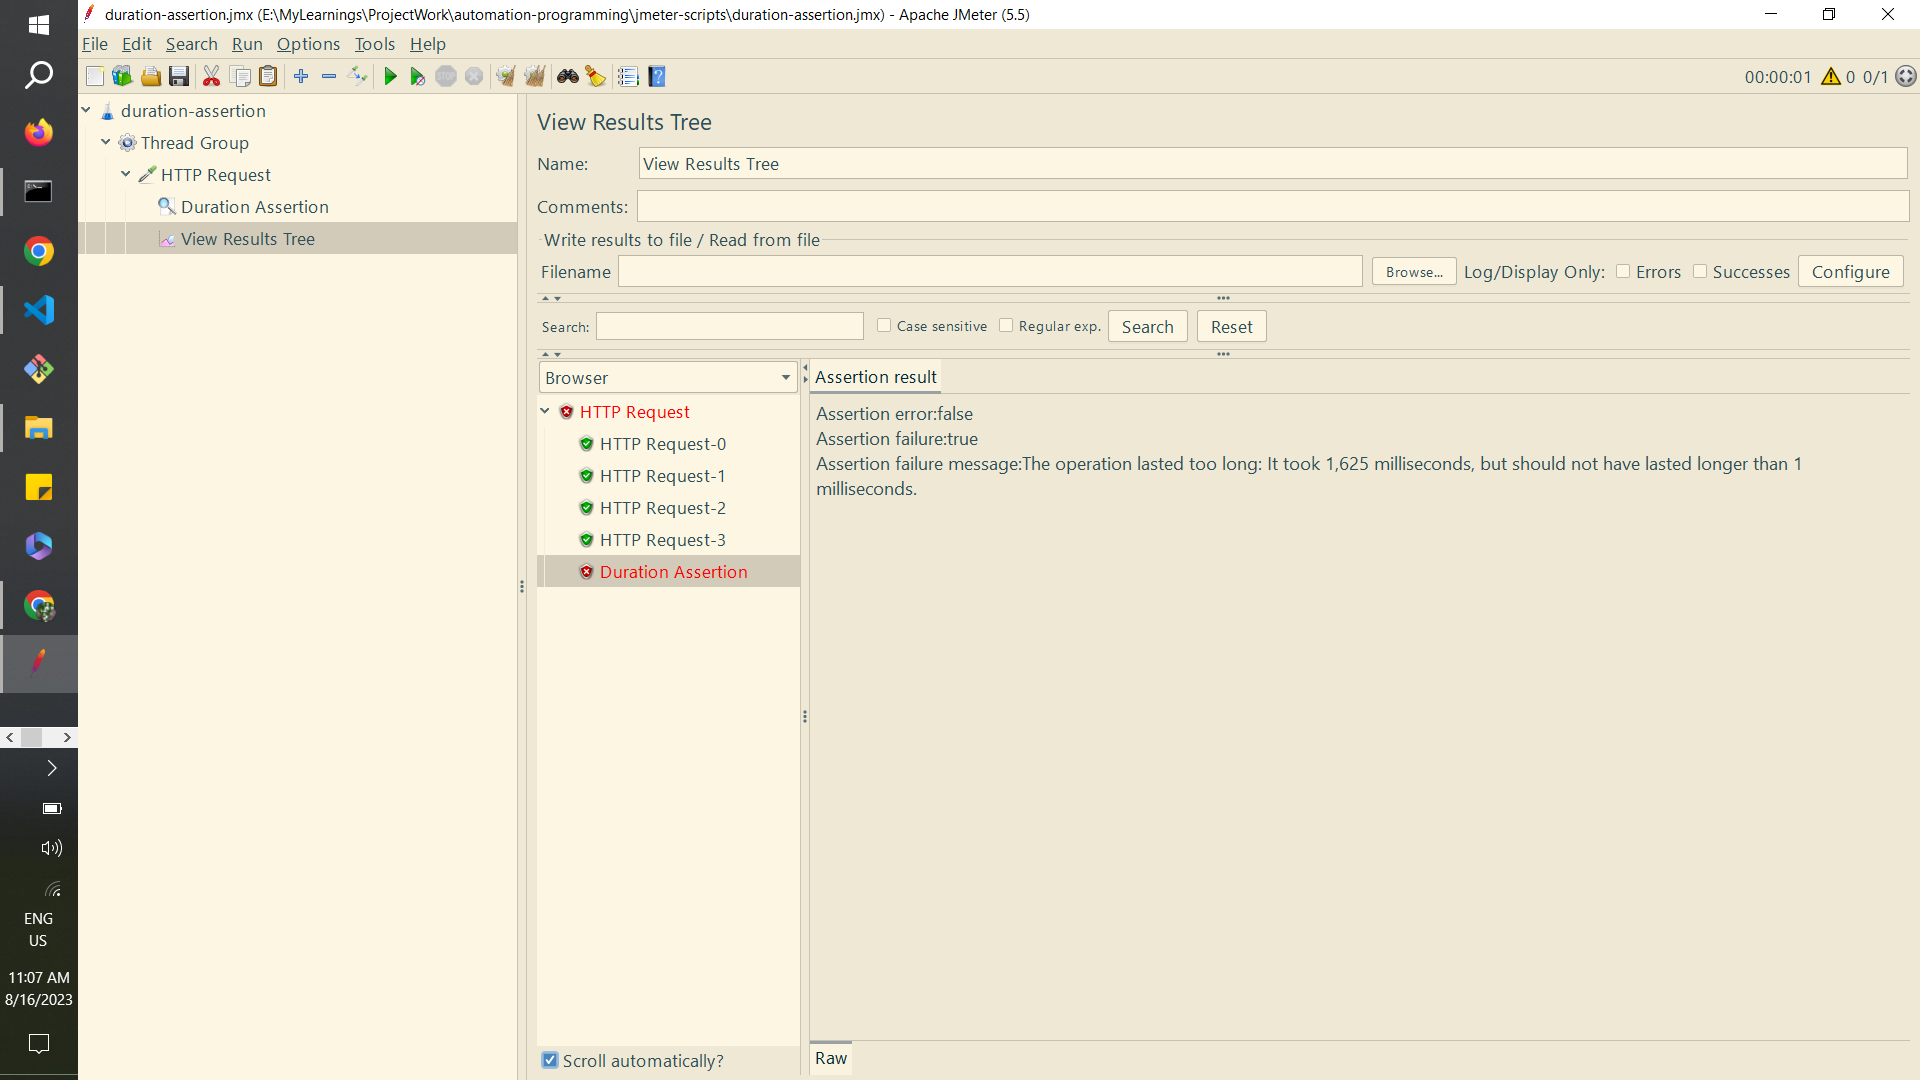 duration-assertion.jmx (E:\MyLearnings\ProjectWork\automation-programming\jmeter-scripts\duration-assertion.jmx) - Apache JMeter (5.5)
File Edit Search Run Options Tools Help
STOP
00:00:01 0 0/1
duration-assertion
Thread Group
HTTP Request
Duration Assertion
View Results Tree
View Results Tree
Name: View Results Tree
Comments:
Write results to file / Read from file
Filename Browse... Log/Display Only: Errors Successes Configure
Search: Case sensitive Regular exp. Search Reset
Browser
HTTP Request
HTTP Request-0
HTTP Request-1
HTTP Request-2
HTTP Request-3
Duration Assertion
Scroll automatically?
Assertion result
Assertion error:false
Assertion failure:true
Assertion failure message:The operation lasted too long: It took 1,625 milliseconds, but should not have lasted longer than 1
milliseconds.
Raw
ENG
US
11:07 AM
8/16/2023